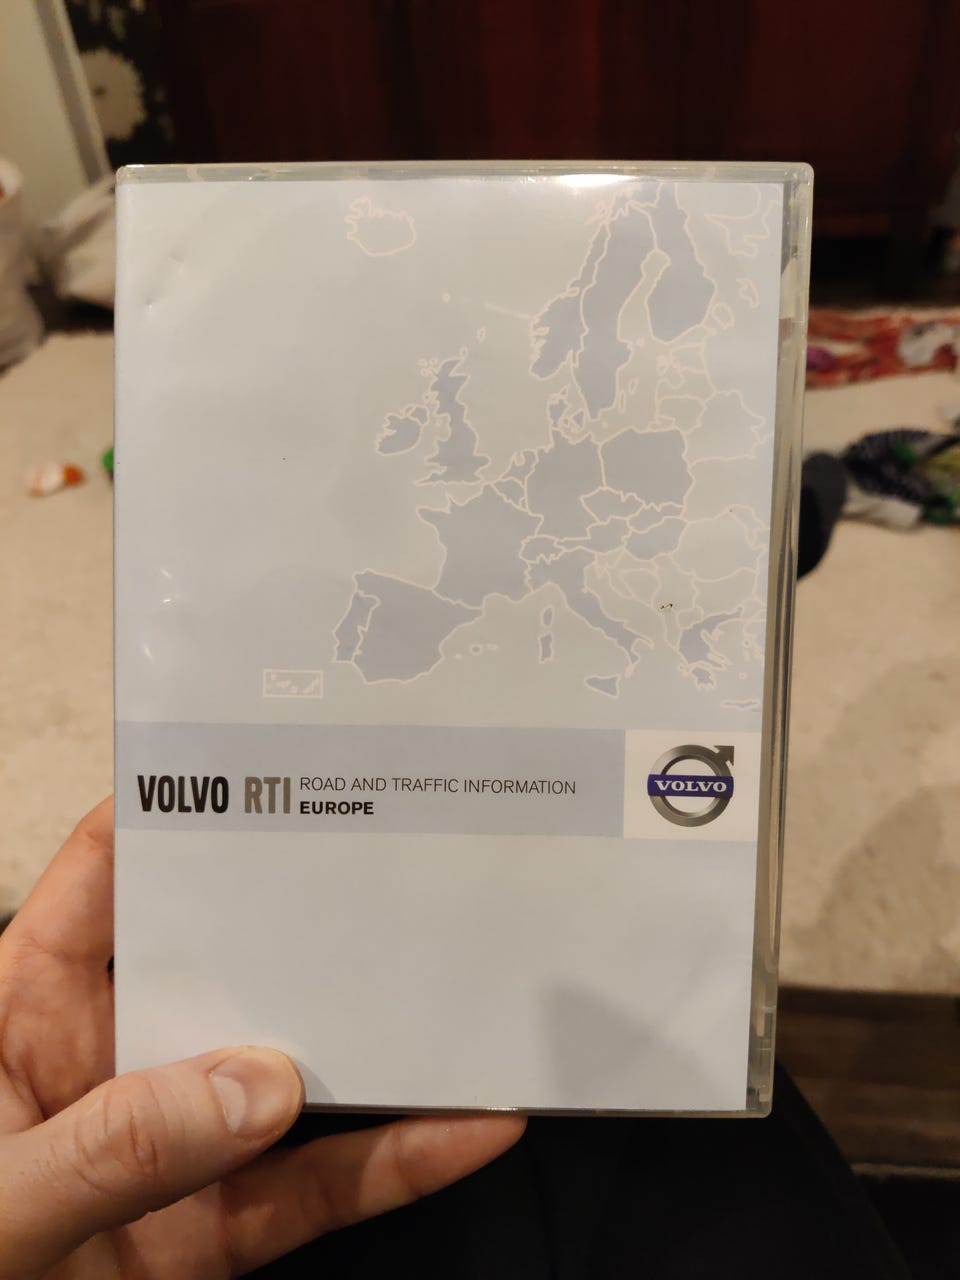 VOLVO RTI ROAD AND TRAFFIC INFORMATION
EUROPE
VOLVO